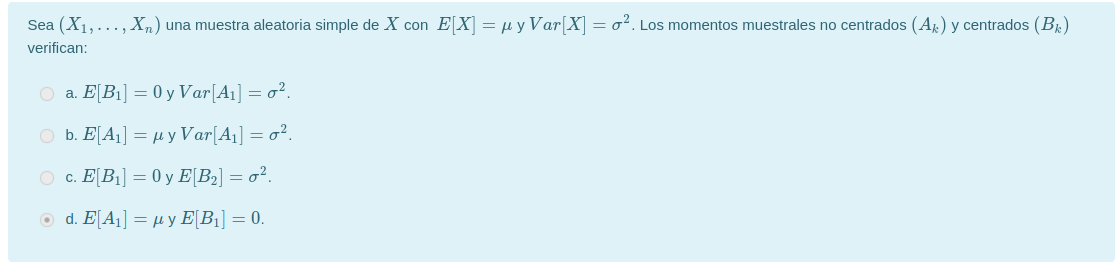 Sea $(X_1, \ldots, X_n)$ una muestra aleatoria simple de $X$ con $E[X] = \mu$ y $Var[X] = \sigma^2$. Los momentos muestrales no centrados $(A_k)$ y centrados $(B_k)$
verifican:
a. $E[B_1] = 0$ y $Var[A_1] = \sigma^2$.
b. $E[A_1] = \mu$ y $Var[A_1] = \sigma^2$.
c. $E[B_1] = 0$ y $E[B_2] = \sigma^2$.
d. $E[A_1] = \mu$ y $E[B_1] = 0$.